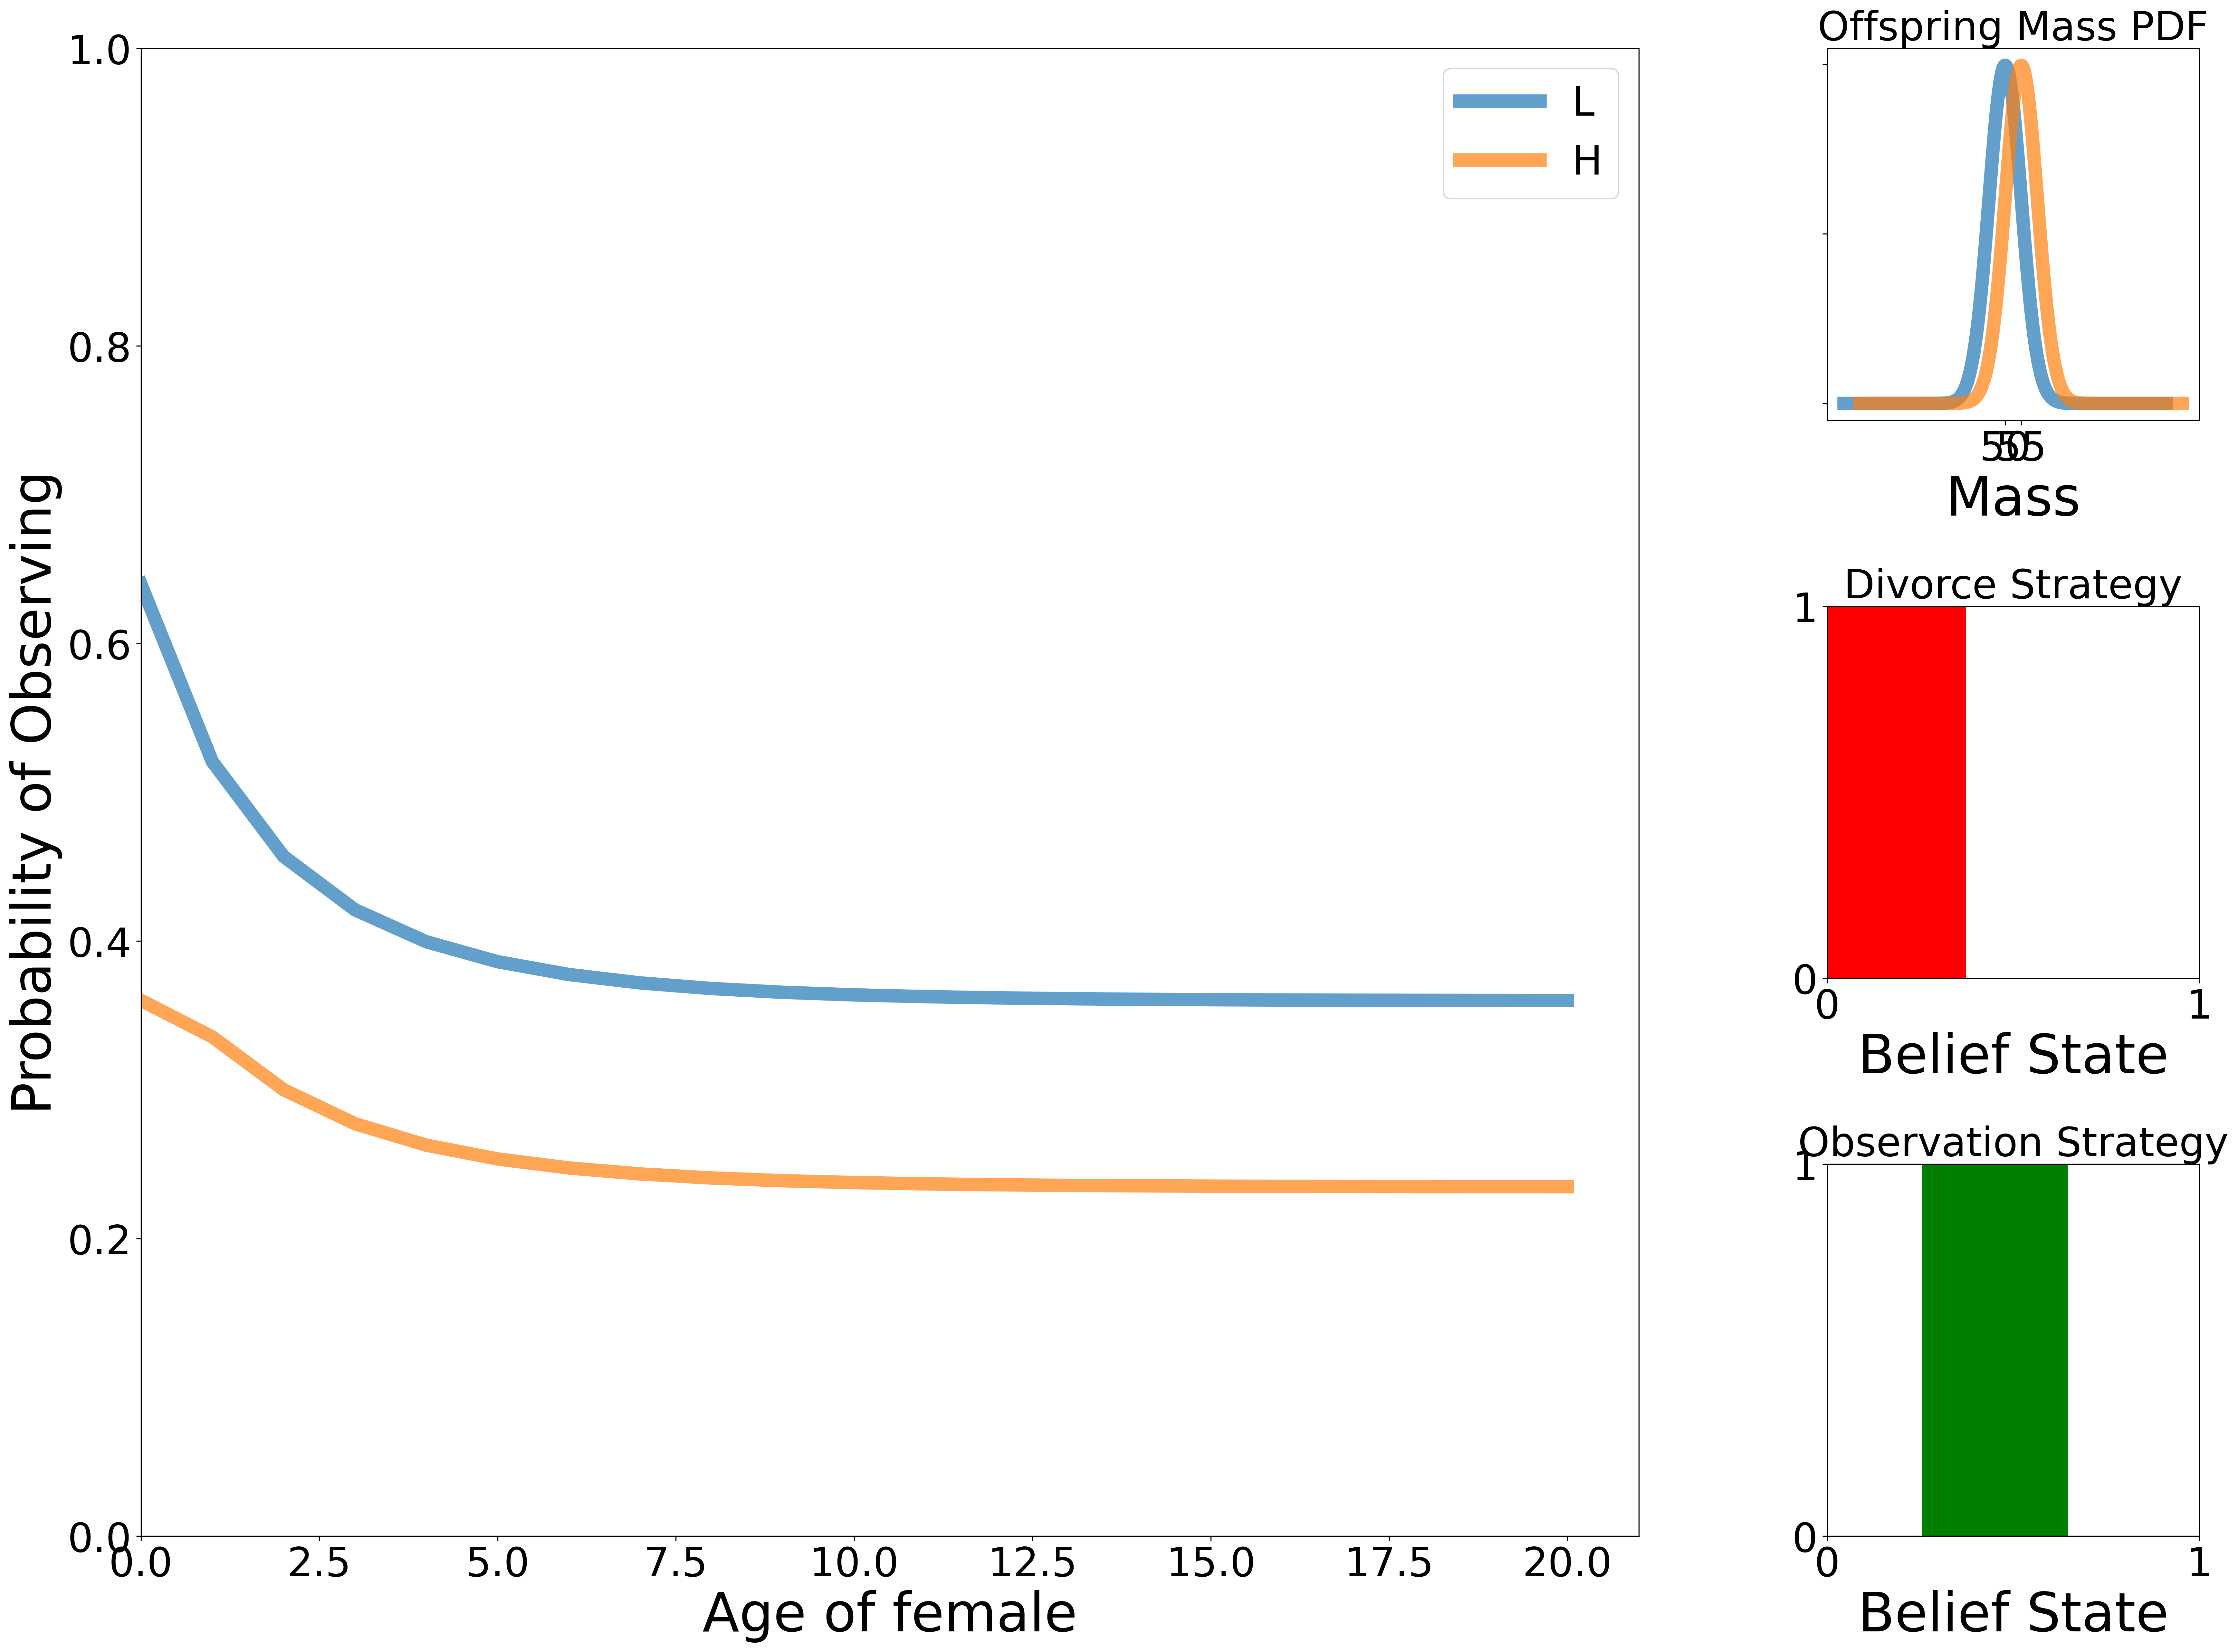 Probability of Observing
1.0
0.8
0.6
0.4
0.2
0.0
0.0 2.5 5.0 7.5 10.0 12.5 15.0 17.5 20.0
Age of female
L
H
Offspring Mass PDF
50 55
Mass
Divorce Strategy
1
0
0 1
Belief State
Observation Strategy
1
0
0 1
Belief State